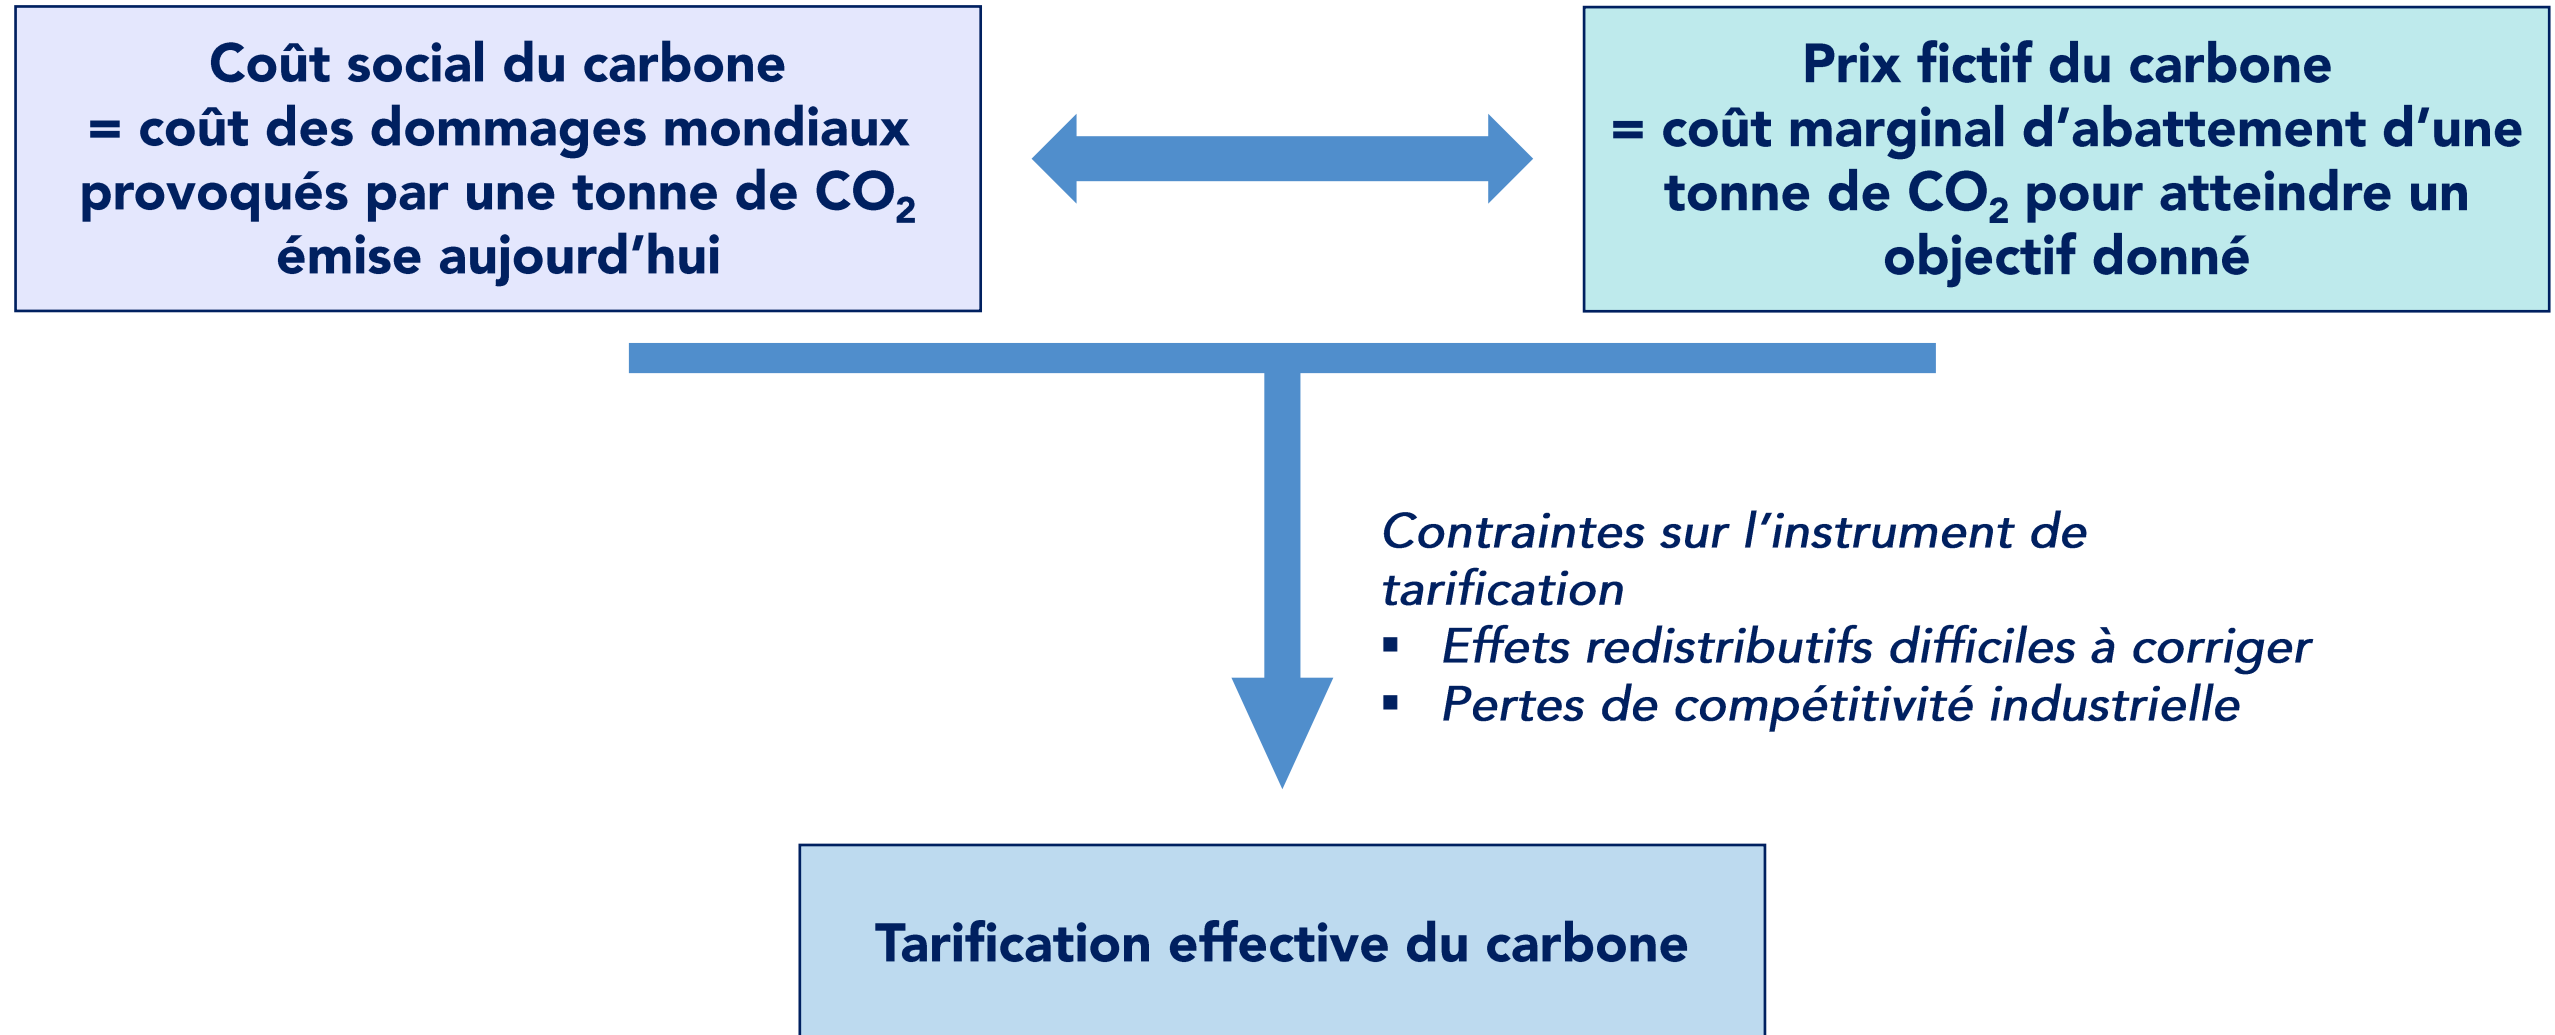 Coût social du carbone
= coût des dommages mondiaux
provoqués par une tonne de CO₂
émise aujourd’hui
Prix fictif du carbone
= coût marginal d’abattement d’une
tonne de CO₂ pour atteindre un
objectif donné
Contraintes sur l’instrument de
tarification
▪ Effets redistributifs difficiles à corriger
▪ Pertes de compétitivité industrielle
Tarification effective du carbone